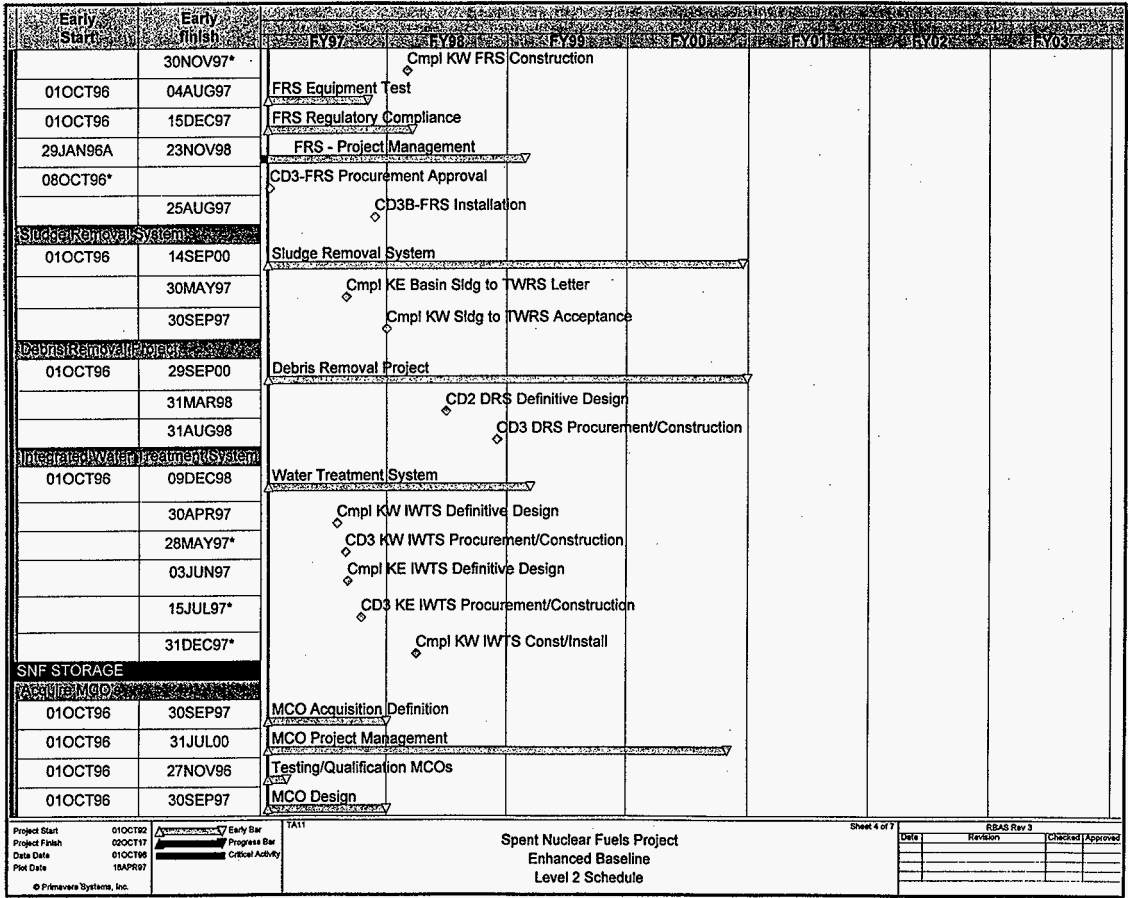 Early Start
Early finish
FY97 FY98 FY99 FY00 FY01 FY02 FY03
30NOV97* Cmpl KW FRS Construction
01OCT96 04AUG97 FRS Equipment Test
01OCT96 15DEC97 FRS Regulatory Compliance
29JAN96A 23NOV98 FRS - Project Management
08OCT96* CD3-FRS Procurement Approval
25AUG97 CD3B-FRS Installation
Sludge Removal System
01OCT96 14SEP00 Sludge Removal System
30MAY97 Cmpl KE Basin Sldg to TWRS Letter
30SEP97 Cmpl KW Sldg to TWRS Acceptance
Debris Removal Project
01OCT96 29SEP00 Debris Removal Project
31MAR98 CD2 DRS Definitive Design
31AUG98 CD3 DRS Procurement/Construction
Integrated Water Treatment System
01OCT96 09DEC98 Water Treatment System
30APR97 Cmpl KW IWTS Definitive Design
28MAY97* CD3 KW IWTS Procurement/Construction
03JUN97 Cmpl KE IWTS Definitive Design
15JUL97* CD3 KE IWTS Procurement/Construction
31DEC97* Cmpl KW IWTS Const/Install
SNF STORAGE
Acquire MCO
01OCT96 30SEP97 MCO Acquisition Definition
01OCT96 31JUL00 MCO Project Management
01OCT96 27NOV96 Testing/Qualification MCOs
01OCT96 30SEP97 MCO Design
Project Start 01OCT92
Project Finish 02OCT17
Data Date 01OCT96
Plot Date 18APR97
© Primavera Systems, Inc.
Early Bar
Progress Bar
Critical Activity
TA11
Spent Nuclear Fuels Project
Enhanced Baseline
Level 2 Schedule
Sheet 4 of 7
RBAS Rev 3
Date Revision Checked Approved